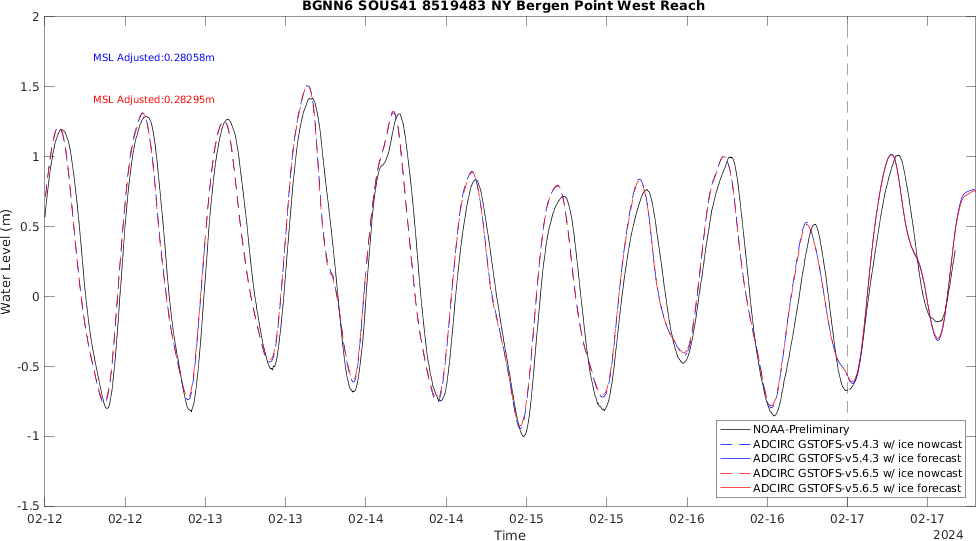 BGNN6 SOUS41 8519483 NY Bergen Point West Reach
2
MSL Adjusted:0.28058m
1.5
MSL Adjusted:0.28295m
1
0.5
Water Level (m)
0
-0.5
-1
-1.5
NOAA-Preliminary
ADCIRC GSTOFS-v5.4.3 w/ ice nowcast
ADCIRC GSTOFS-v5.4.3 w/ ice forecast
ADCIRC GSTOFS-v5.6.5 w/ ice nowcast
ADCIRC GSTOFS-v5.6.5 w/ ice forecast
02-12 02-12 02-13 02-13 02-14 02-14 02-15 02-15 02-16 02-16 02-17 02-17
Time
2024